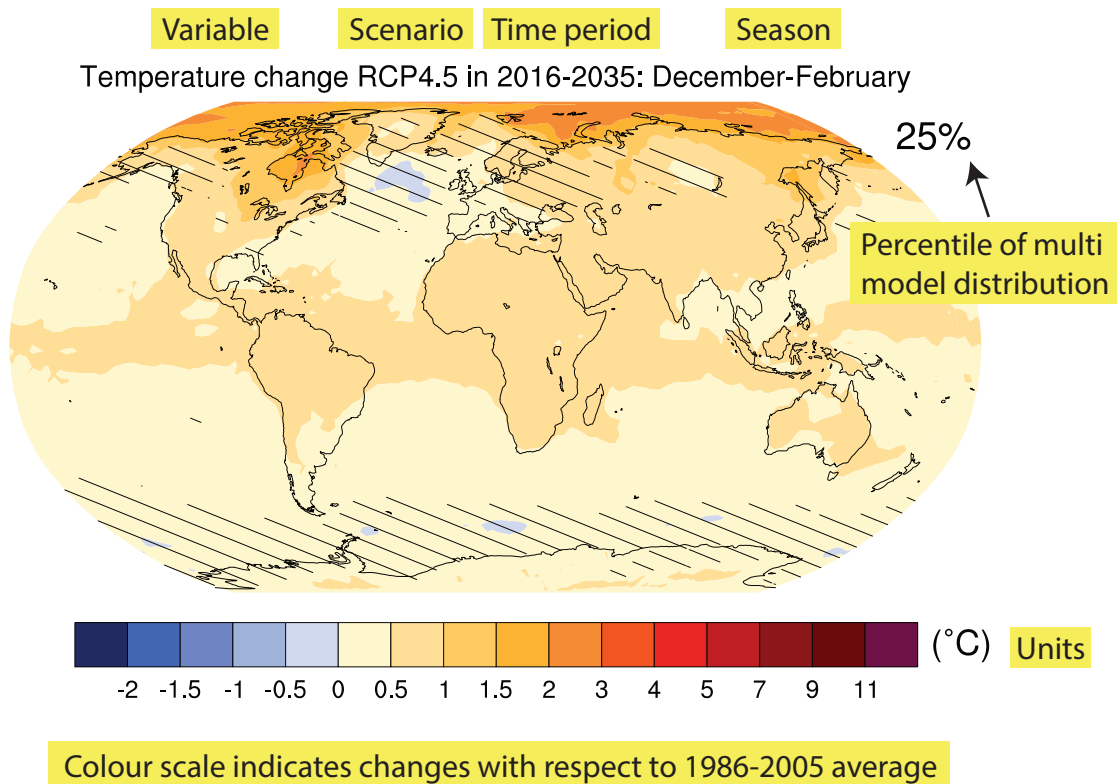 Variable Scenario Time period Season
Temperature change RCP4.5 in 2016-2035: December-February
25%
Percentile of multi
model distribution
(°C) Units
-2 -1.5 -1 -0.5 0 0.5 1 1.5 2 3 4 5 7 9 11
Colour scale indicates changes with respect to 1986-2005 average